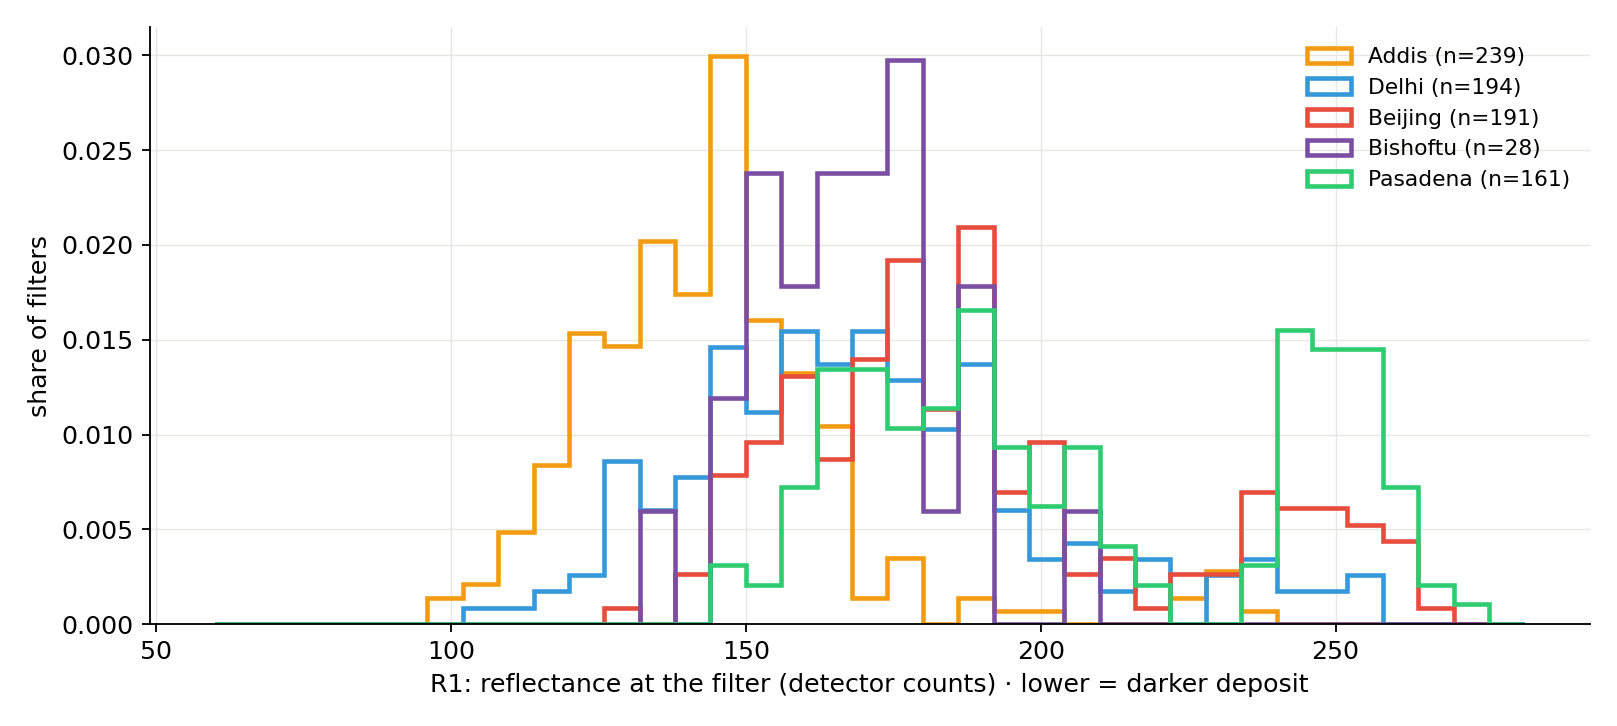 0.030
0.025
0.020
0.015
0.010
0.005
0.000
share of filters
50
100
150
200
250
R1: reflectance at the filter (detector counts) · lower = darker deposit
Addis (n=239)
Delhi (n=194)
Beijing (n=191)
Bishoftu (n=28)
Pasadena (n=161)